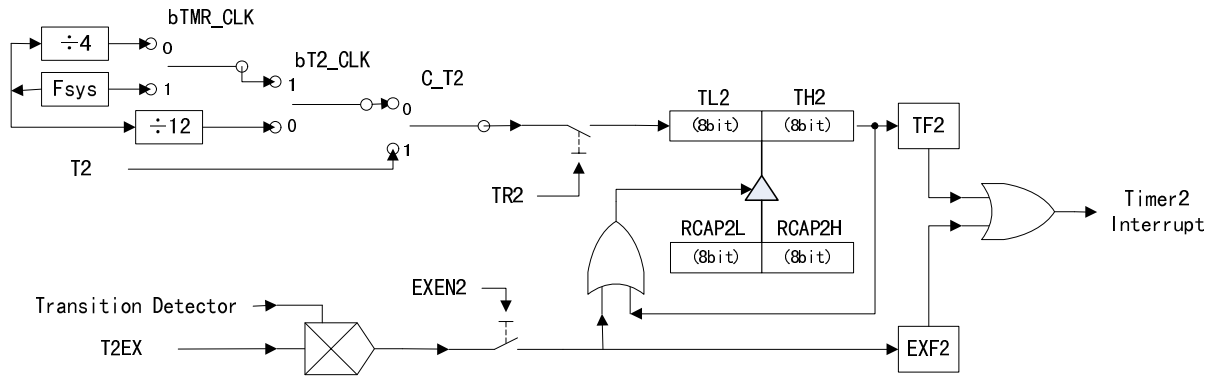 bTMR_CLK
÷4
0
bT2_CLK
C_T2
Fsys
1
1
0
TL2
TH2
(8bit)
(8bit)
TF2
÷12
0
1
T2
TR2
Timer2
Interrupt
RCAP2L
RCAP2H
(8bit)
(8bit)
EXEN2
Transition Detector
T2EX
EXF2